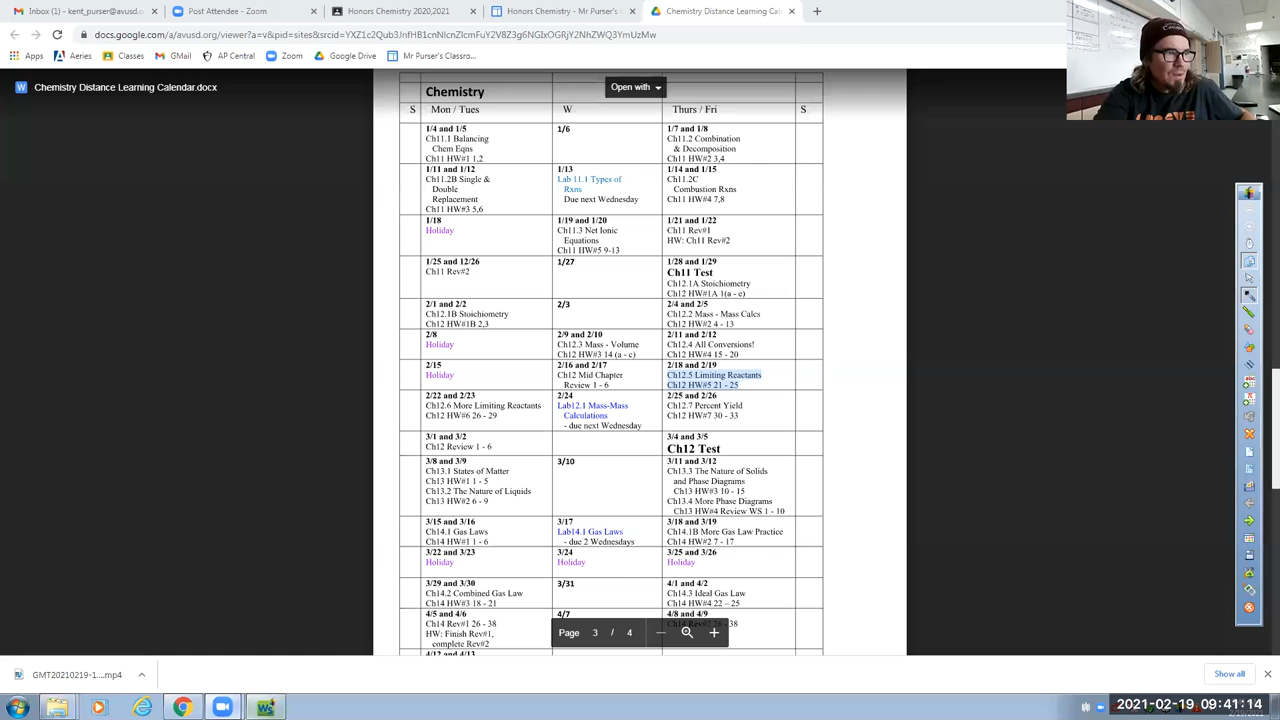 Inbox (1) - kent_purser@avusd.o
Post Attendee - Zoom
Honors Chemistry 2020,2021
Honors Chemistry - Mr Purser's
Chemistry Distance Learning Cal
Apps
Aeries
Classes
GMail
AP Central
Zoom
Google Drive
Mr Purser's Classro...
Chemistry Distance Learning Calendar.docx
Open with
Chemistry
S Mon / Tues W Thurs / Fri S
1/4 and 1/5
Ch11.1 Balancing
Chem Eqns
Ch11 HW#1 1,2
1/6
1/7 and 1/8
Ch11.2 Combination
& Decomposition
Ch11 HW#2 3,4
1/11 and 1/12
Ch11.2B Single &
Double
Replacement
Ch11 HW#3 5,6
1/13
Lab 11.1 Types of
Rxns
Due next Wednesday
1/14 and 1/15
Ch11.2C
Combustion Rxns
Ch11 HW#4 7,8
1/18
Holiday
1/19 and 1/20
Ch11.3 Net Ionic
Equations
Ch11 HW#5 9-13
1/21 and 1/22
Ch11 Rev#1
HW: Ch11 Rev#2
1/25 and 12/26
Ch11 Rev#2
1/27
1/28 and 1/29
Ch11 Test
Ch12.1A Stoichiometry
Ch12 HW#1A 1(a - c)
2/1 and 2/2
Ch12.1B Stoichiometry
Ch12 HW#1B 2,3
2/3
2/4 and 2/5
Ch12.2 Mass - Mass Calcs
Ch12 HW#2 4 - 13
2/8
Holiday
2/9 and 2/10
Ch12.3 Mass - Volume
Ch12 HW#3 14 (a - c)
2/11 and 2/12
Ch12.4 All Conversions!
Ch12 HW#4 15 - 20
2/15
Holiday
2/16 and 2/17
Ch12 Mid Chapter
Review 1 - 6
2/18 and 2/19
Ch12.5 Limiting Reactants
Ch12 HW#5 21 - 25
2/22 and 2/23
Ch12.6 More Limiting Reactants
Ch12 HW#6 26 - 29
2/24
Lab12.1 Mass-Mass
Calculations
- due next Wednesday
2/25 and 2/26
Ch12.7 Percent Yield
Ch12 HW#7 30 - 33
3/1 and 3/2
Ch12 Review 1 - 6
3/4 and 3/5
Ch12 Test
3/8 and 3/9
Ch13.1 States of Matter
Ch13 HW#1 1 - 5
Ch13.2 The Nature of Liquids
Ch13 HW#2 6 - 9
3/10
3/11 and 3/12
Ch13.3 The Nature of Solids
and Phase Diagrams
Ch13 HW#3 10 - 15
Ch13.4 More Phase Diagrams
Ch13 HW#4 Review WS 1 - 10
3/15 and 3/16
Ch14.1 Gas Laws
Ch14 HW#1 1 - 6
3/17
Lab14.1 Gas Laws
- due 2 Wednesdays
3/18 and 3/19
Ch14.1B More Gas Law Practice
Ch14 HW#2 7 - 17
3/22 and 3/23
Holiday
3/24
Holiday
3/25 and 3/26
Holiday
3/29 and 3/30
Ch14.2 Combined Gas Law
Ch14 HW#3 18 - 21
3/31
4/1 and 4/2
Ch14.3 Ideal Gas Law
Ch14 HW#4 22 – 25
4/5 and 4/6
Ch14 Rev#1 26 - 38
HW: Finish Rev#1,
complete Rev#2
4/7
4/8 and 4/9
Page 3 / 4
4/12 and 4/13
GMT20210219-1....mp4
Show all
2021-02-19 09:41:14